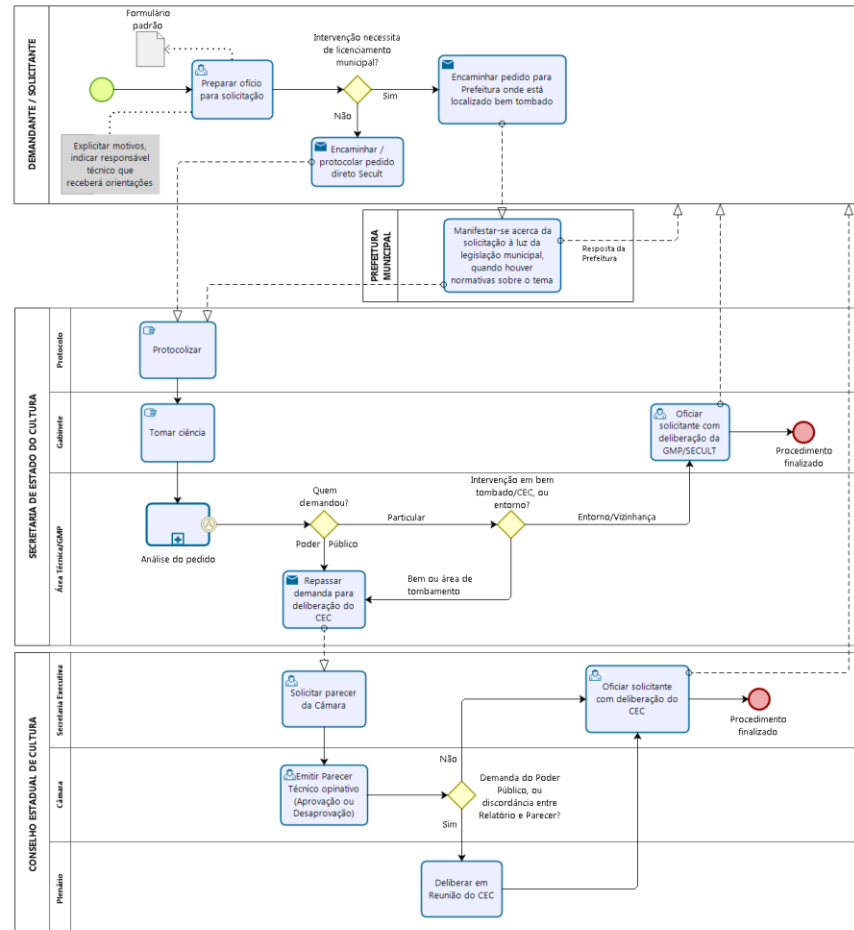 DEMANDANTE / SOLICITANTE
Formulário
padrão
Preparar ofício
para solicitação
Explicitar motivos,
indicar responsável
técnico que
receberá orientações
Intervenção necessita
de licenciamento
municipal?
Sim
Não
Encaminhar pedido para
Prefeitura onde está
localizado bem tombado
Encaminhar /
protocolar pedido
direto Secult
PREFEITURA
MUNICIPAL
Manifestar-se acerca da
solicitação à luz da
legislação municipal,
quando houver
normativas sobre o tema
Resposta da
Prefeitura
SECRETARIA DE ESTADO DO CULTURA
Protocolo
Protocolizar
Gabinete
Tomar ciência
Oficiar
solicitante com
deliberação da
GMP/SECULT
Procedimento
finalizado
Área Técnica/GMP
Análise do pedido
Quem
demandou?
Particular
Poder Público
Intervenção em bem
tombado/CEC, ou
entorno?
Entorno/Vizinhança
Bem ou área de
tombamento
Repassar
demanda para
deliberação do
CEC
CONSELHO ESTADUAL DE CULTURA
Secretaria Executiva
Solicitar parecer
da Câmara
Oficiar solicitante
com deliberação do
CEC
Procedimento
finalizado
Câmara
Emitir Parecer
Técnico opinativo
(Aprovação ou
Desaprovação)
Não
Demanda do Poder
Público, ou
discordância entre
Relatório e Parecer?
Sim
Plenário
Deliberar em
Reunião do CEC